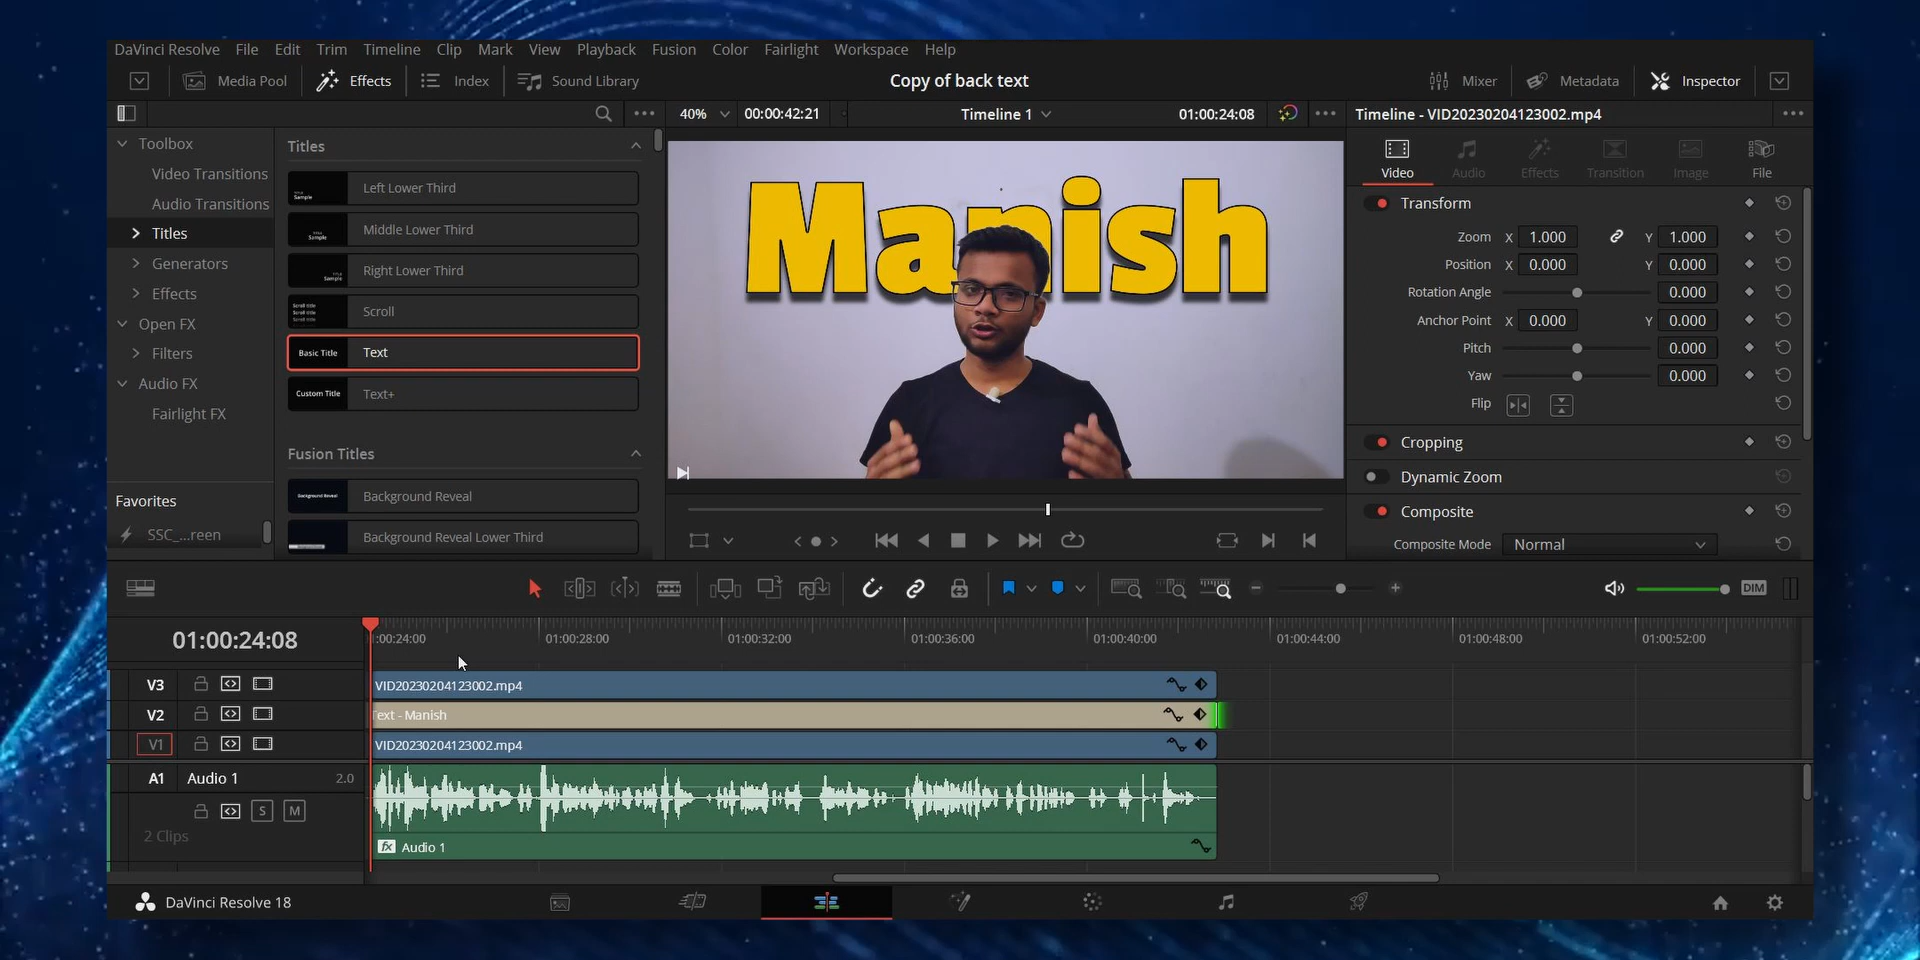 DaVinci Resolve File Edit Trim Timeline Clip Mark View Playback Fusion Color Fairlight Workspace Help
Media Pool Effects Index Sound Library Copy of back text Mixer Metadata Inspector
40% 00:00:42:21 Timeline 1 01:00:24:08 Timeline - VID20230204123002.mp4
Toolbox
Video Transitions
Audio Transitions
Titles
Generators
Effects
Open FX
Filters
Audio FX
Fairlight FX
Favorites
SSC_...reen
Titles
Left Lower Third
Middle Lower Third
Right Lower Third
Scroll
Basic Title Text
Custom Title Text+
Fusion Titles
Background Reveal Background Reveal
Background Reveal Lower Third
Manish
Video Audio Effects Transition Image File
Transform
Zoom X 1.000 Y 1.000
Position X 0.000 Y 0.000
Rotation Angle 0.000
Anchor Point X 0.000 Y 0.000
Pitch 0.000
Yaw 0.000
Flip
Cropping
Dynamic Zoom
Composite
Composite Mode Normal
DIM
01:00:24:08 :00:24:00 01:00:28:00 01:00:32:00 01:00:36:00 01:00:40:00 01:00:44:00 01:00:48:00 01:00:52:00
V3 VID20230204123002.mp4
V2 Text - Manish
V1 VID20230204123002.mp4
A1 Audio 1 2.0
S M
2 Clips
fx Audio 1
DaVinci Resolve 18